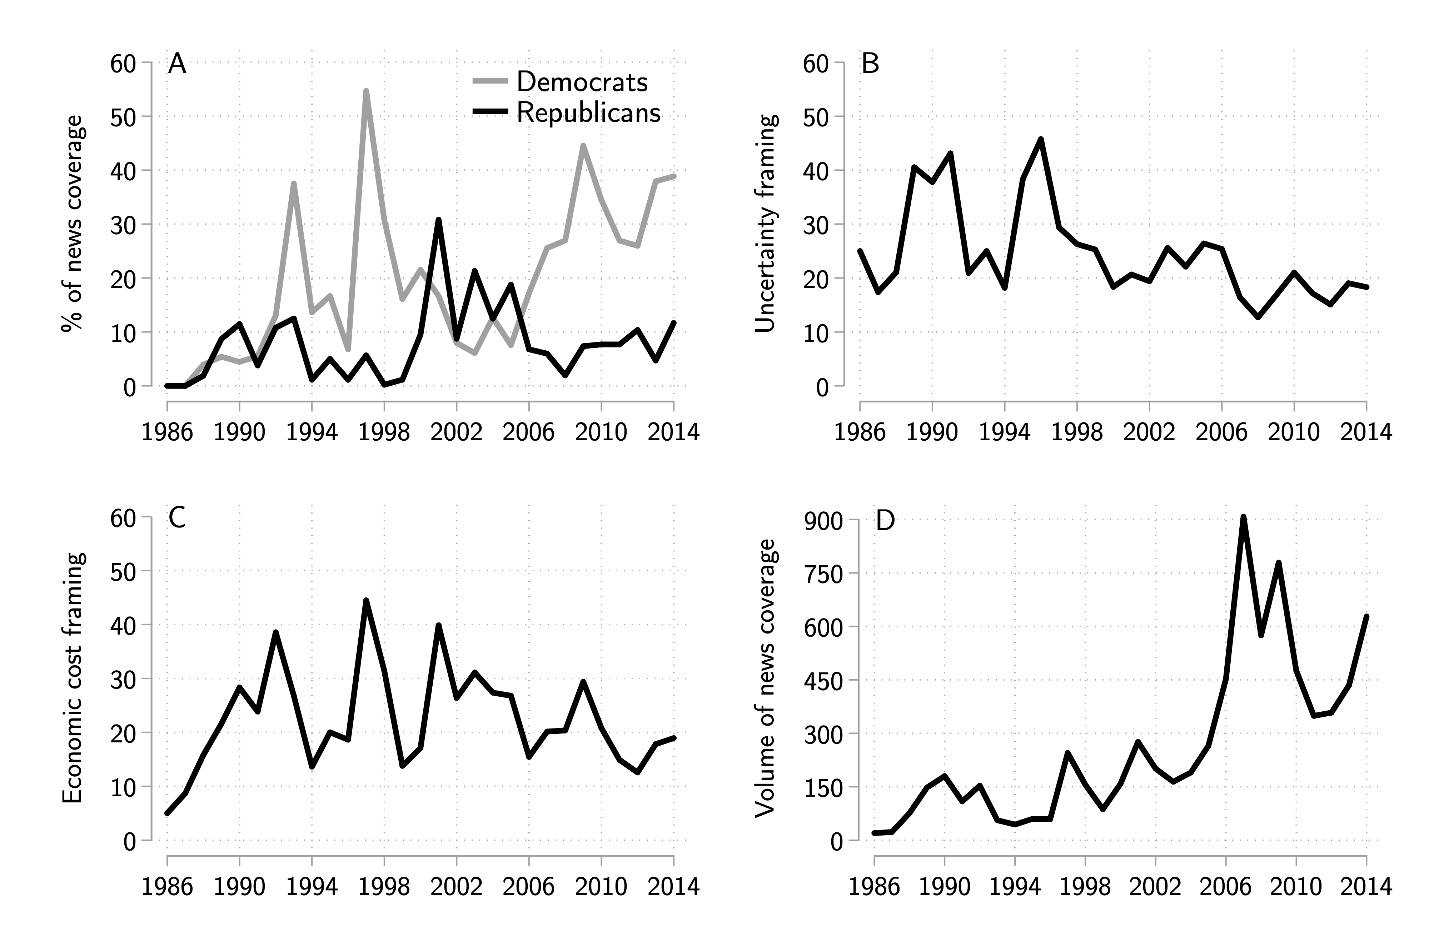 A
Democrats
Republicans
% of news coverage
60
50
40
30
20
10
0
1986 1990 1994 1998 2002 2006 2010 2014
B
Uncertainty framing
60
50
40
30
20
10
0
1986 1990 1994 1998 2002 2006 2010 2014
C
Economic cost framing
60
50
40
30
20
10
0
1986 1990 1994 1998 2002 2006 2010 2014
D
Volume of news coverage
900
750
600
450
300
150
0
1986 1990 1994 1998 2002 2006 2010 2014